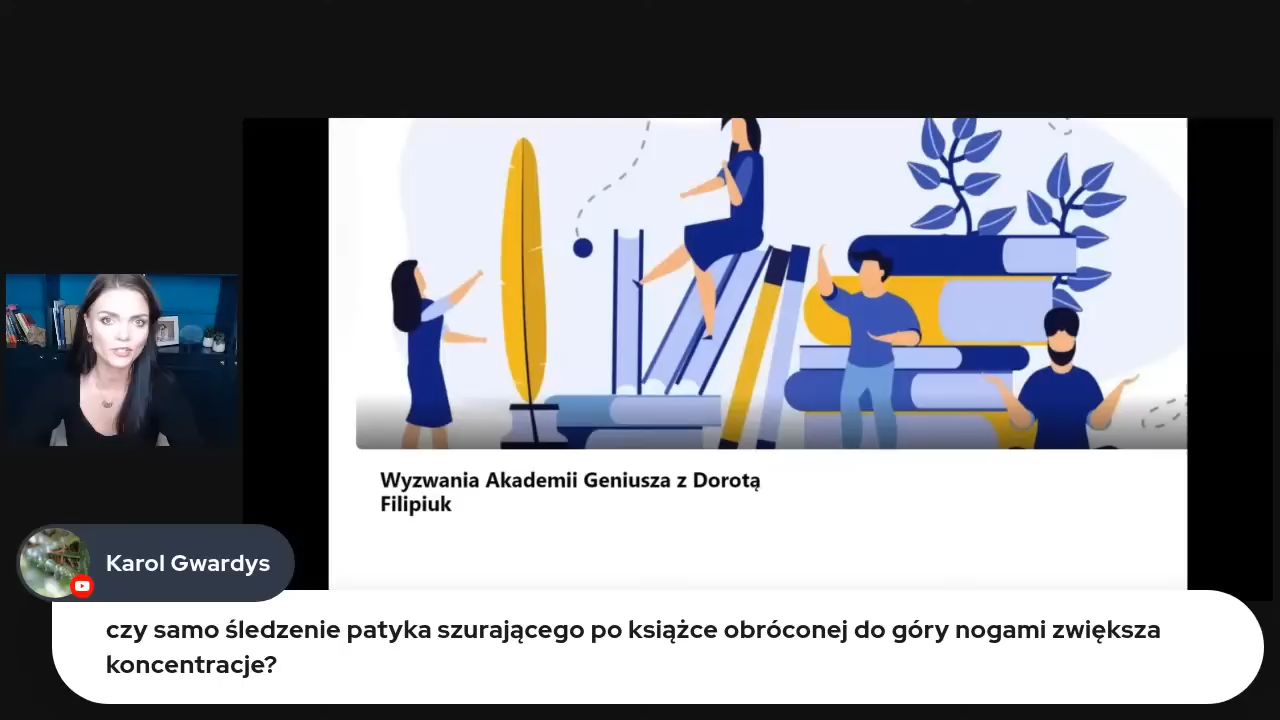 Wyzwania Akademii Geniusza z Dorotą
Filipiuk
Karol Gwardys
czy samo śledzenie patyka szurającego po książce obróconej do góry nogami zwiększa
koncentracje?